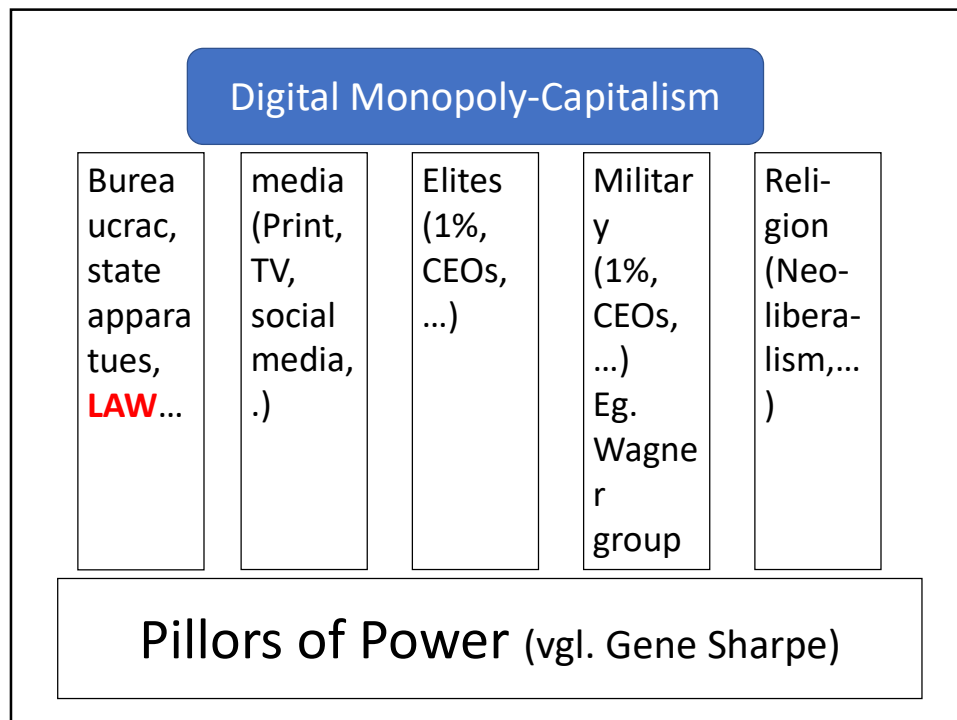 Digital Monopoly-Capitalism
Burea
ucrac,
state
appara
tues,
LAW…
media
(Print,
TV,
social
media,
.)
Elites
(1%,
CEOs,
…)
Militar
y
(1%,
CEOs,
…)
Eg.
Wagne
r
group
Reli-
gion
(Neo-
libera-
lism,…
)
Pillors of Power (vgl. Gene Sharpe)